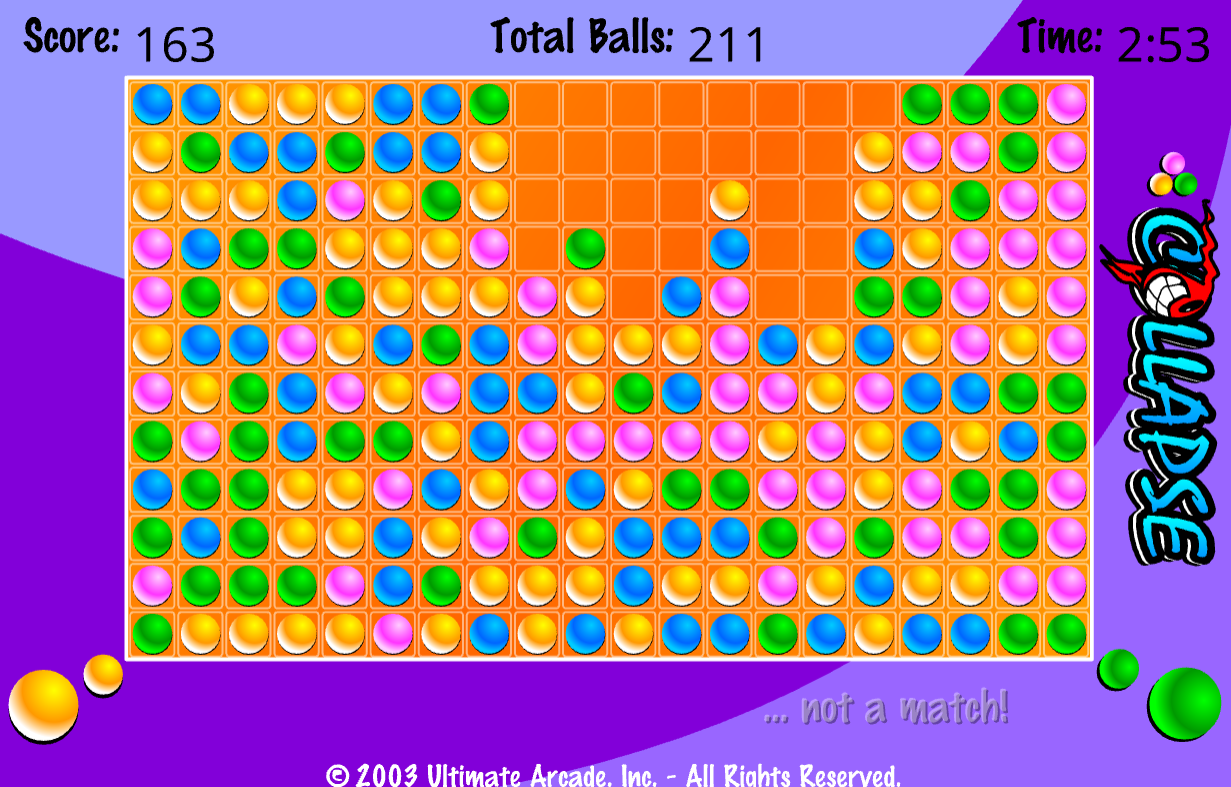 Score: 163
Total Balls: 211
Time: 2:53
COLLAPSE
... not a match!
© 2003 Ultimate Arcade, Inc. - All Rights Reserved.